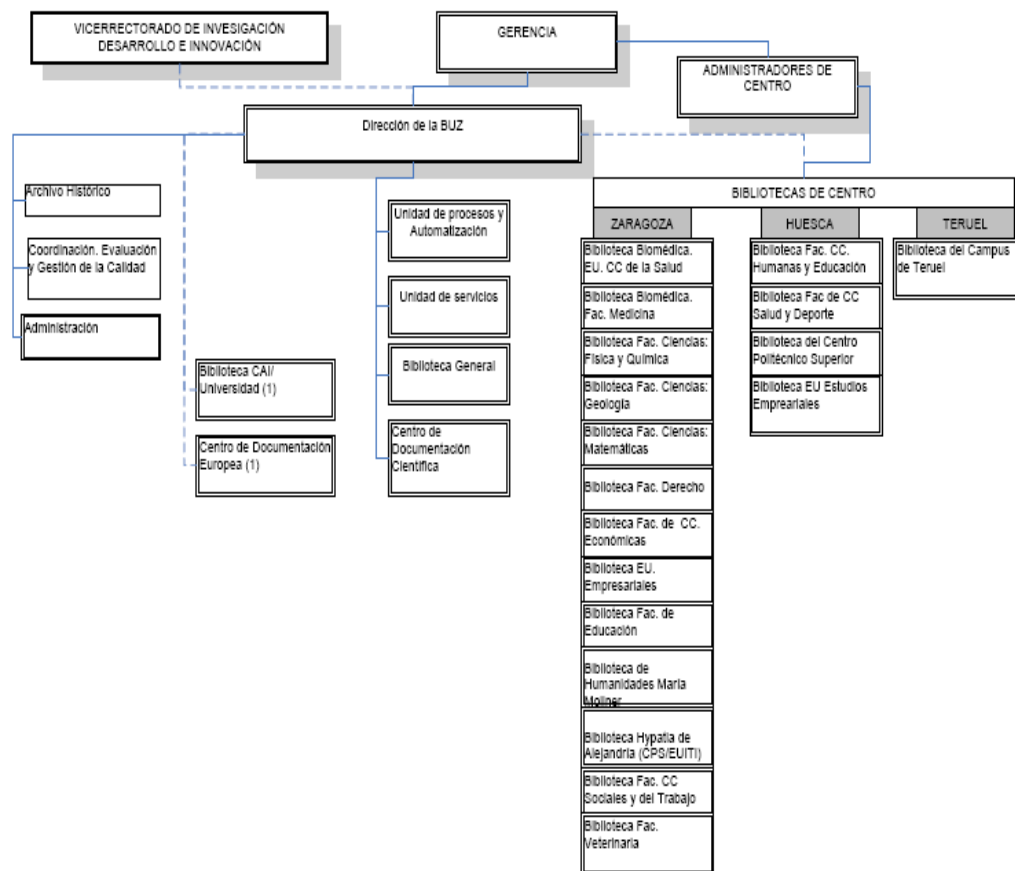 VICERRECTORADO DE INVESIGACIÓN
DESARROLLO E INNOVACIÓN
GERENCIA
ADMINISTRADORES DE
CENTRO
Dirección de la BUZ
Archivo Histórico
Coordinación. Evaluación
y Gestión de la Calidad
Administración
Biblioteca CAI/
Universidad (1)
Centro de Documentación
Europea (1)
Unidad de procesos y
Automatización
Unidad de servicios
Biblioteca General
Centro de
Documentación
Científica
BIBLIOTECAS DE CENTRO
ZARAGOZA
Biblioteca Biomédica.
EU. CC de la Salud
Biblioteca Biomédica.
Fac. Medicina
Biblioteca Fac. Ciencias:
Física y Química
Biblioteca Fac. Ciencias:
Geología
Biblioteca Fac. Ciencias:
Matemáticas
Biblioteca Fac. Derecho
Biblioteca Fac. de CC.
Económicas
Biblioteca EU.
Empresariales
Biblioteca Fac. de
Educación
Biblioteca de
Humanidades María
Moliner
Biblioteca Hypatia de
Alejandría (CPS/EUITI)
Biblioteca Fac. CC
Sociales y del Trabajo
Biblioteca Fac.
Veterinaria
HUESCA
Biblioteca Fac. CC.
Humanas y Educación
Biblioteca Fac de CC
Salud y Deporte
Biblioteca del Centro
Politécnico Superior
Biblioteca EU Estudios
Empreariales
TERUEL
Biblioteca del Campus
de Teruel